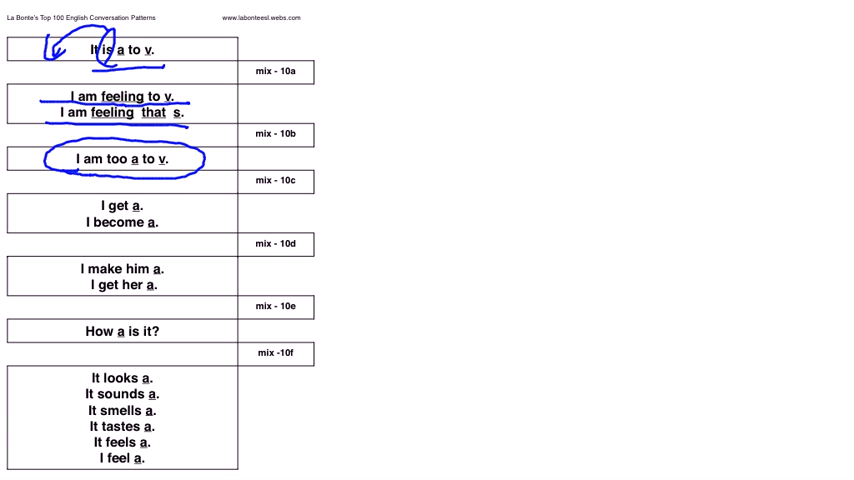 La Bonte's Top 100 English Conversation Patterns www.labonteesl.webs.com
It is a to v.
mix - 10a
I am feeling to v.
I am feeling that s.
mix - 10b
I am too a to v.
mix - 10c
I get a.
I become a.
mix - 10d
I make him a.
I get her a.
mix - 10e
How a is it?
mix -10f
It looks a.
It sounds a.
It smells a.
It tastes a.
It feels a.
I feel a.